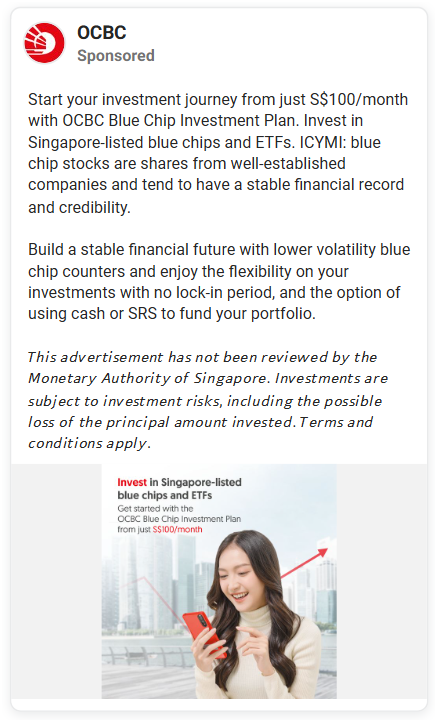 OCBC
Sponsored
Start your investment journey from just S$100/month
with OCBC Blue Chip Investment Plan. Invest in
Singapore-listed blue chips and ETFs. ICYMI: blue
chip stocks are shares from well-established
companies and tend to have a stable financial record
and credibility.
Build a stable financial future with lower volatility blue
chip counters and enjoy the flexibility on your
investments with no lock-in period, and the option of
using cash or SRS to fund your portfolio.
This advertisement has not been reviewed by the
Monetary Authority of Singapore. Investments are
subject to investment risks, including the possible
loss of the principal amount invested. Terms and
conditions apply.
Invest in Singapore-listed
blue chips and ETFs
Get started with the
OCBC Blue Chip Investment Plan
from just S$100/month